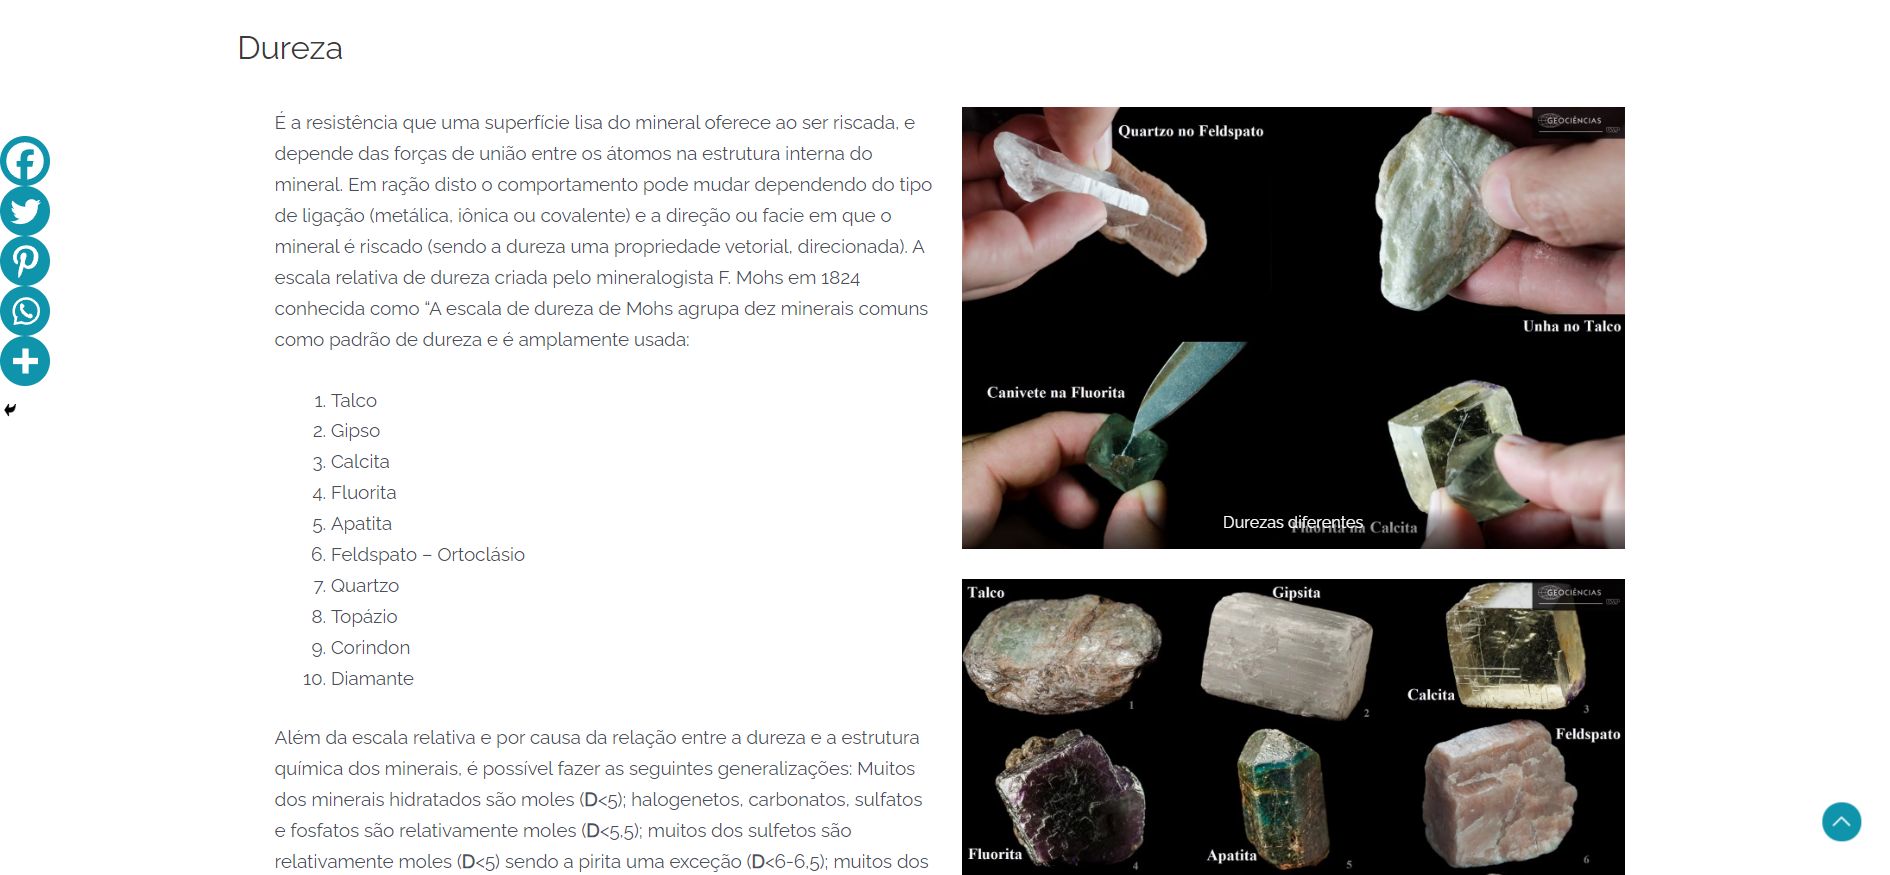 Dureza
É a resistência que uma superfície lisa do mineral oferece ao ser riscada, e
depende das forças de união entre os átomos na estrutura interna do
mineral. Em ração disto o comportamento pode mudar dependendo do tipo
de ligação (metálica, iônica ou covalente) e a direção ou facie em que o
mineral é riscado (sendo a dureza uma propriedade vetorial, direcionada). A
escala relativa de dureza criada pelo mineralogista F. Mohs em 1824
conhecida como “A escala de dureza de Mohs agrupa dez minerais comuns
como padrão de dureza e é amplamente usada:
1. Talco
2. Gipso
3. Calcita
4. Fluorita
5. Apatita
6. Feldspato – Ortoclásio
7. Quartzo
8. Topázio
9. Corindon
10. Diamante
Além da escala relativa e por causa da relação entre a dureza e a estrutura
química dos minerais, é possível fazer as seguintes generalizações: Muitos
dos minerais hidratados são moles (D<5); halogenetos, carbonatos, sulfatos
e fosfatos são relativamente moles (D<5,5); muitos dos sulfetos são
relativamente moles (D<5) sendo a pirita uma exceção (D<6-6,5); muitos dos
Quartzo no Feldspato
GEOCIÊNCIAS
Unha no Talco
Canivete na Fluorita
Durezas diferentes
Fluorita na Calcita
Talco
Gipsita
GEOCIÊNCIAS
Calcita
1
2
3
Feldspato
Fluorita
Apatita
4
5
6